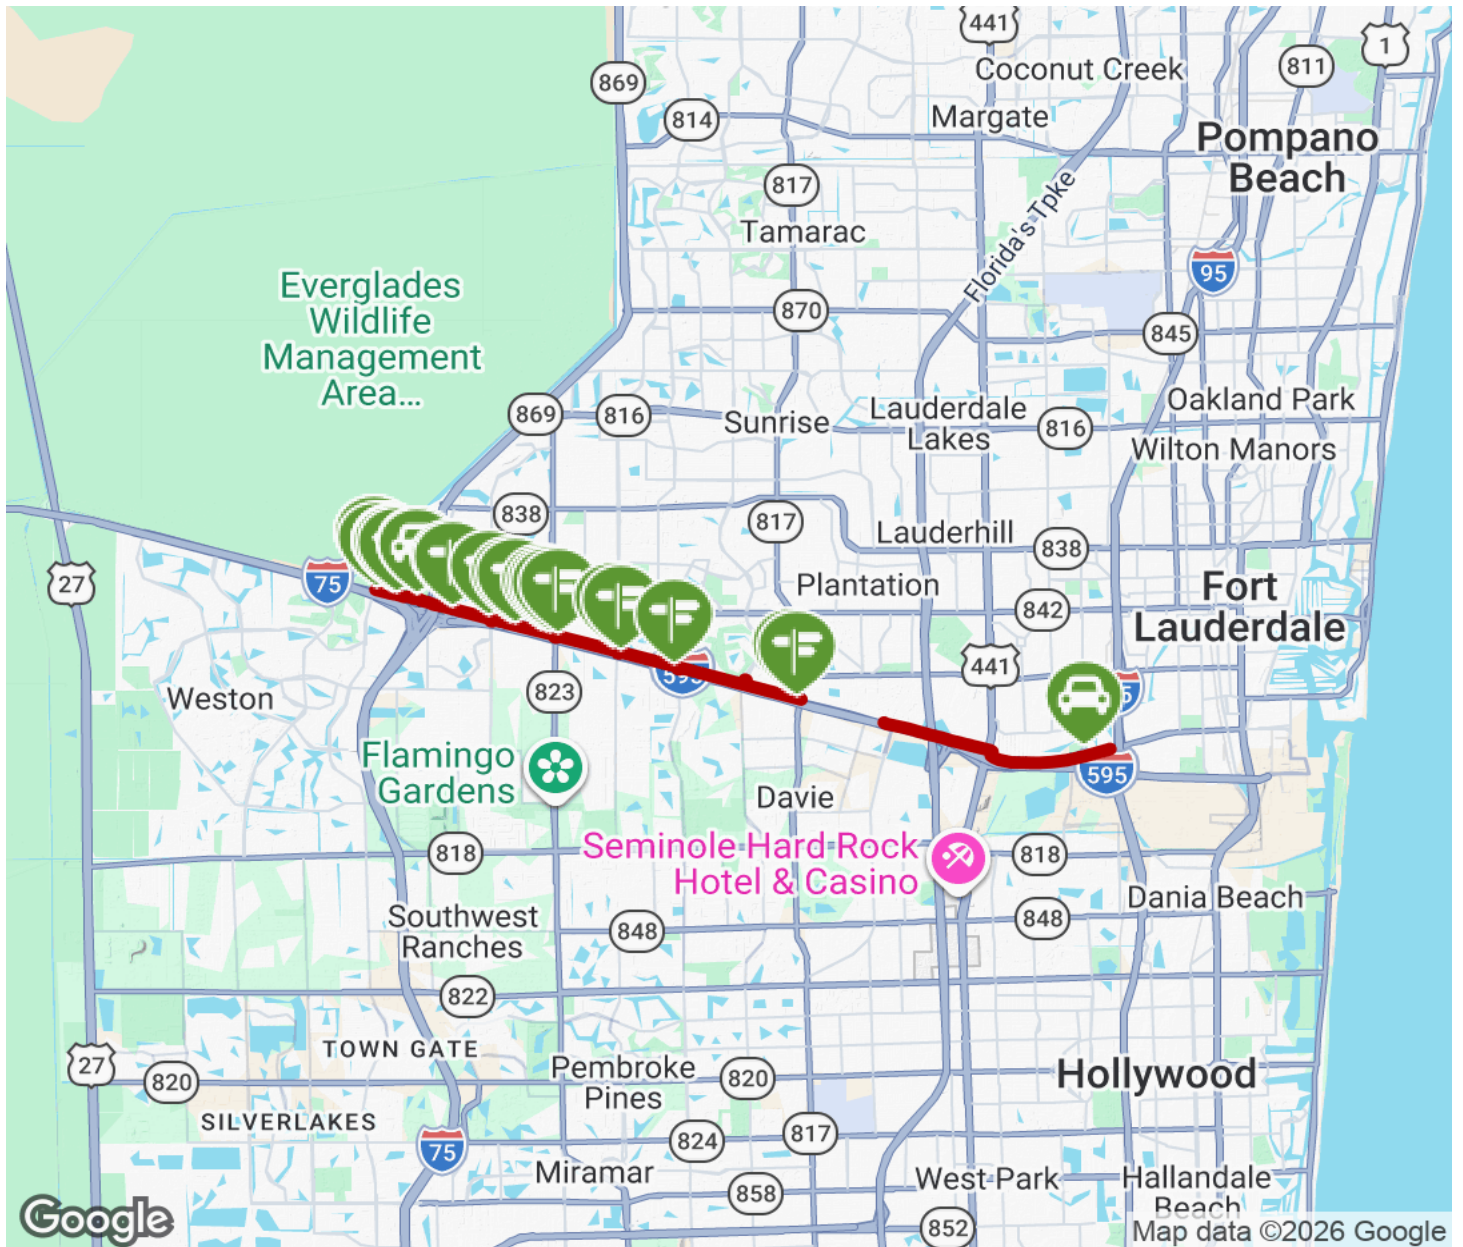 441
1
869
Coconut Creek
811
814
Margate
Pompano
Beach
817
Florida's Tpke
Tamarac
95
Everglades
Wildlife
Management
Area...
870
845
869
816
Sunrise
Lauderdale
Lakes
816
Oakland Park
Wilton Manors
838
817
Lauderhill
838
27
75
Plantation
842
Fort
Lauderdale
441
595
5
Weston
823
Flamingo
Gardens
595
Davie
818
Seminole Hard Rock
Hotel & Casino
818
Dania Beach
Southwest
Ranches
848
848
822
TOWN GATE
27
820
Pembroke
Pines
820
Hollywood
SILVERLAKES
75
824
817
Miramar
858
West Park
Hallandale
Beach
852
Google
Map data ©2026 Google